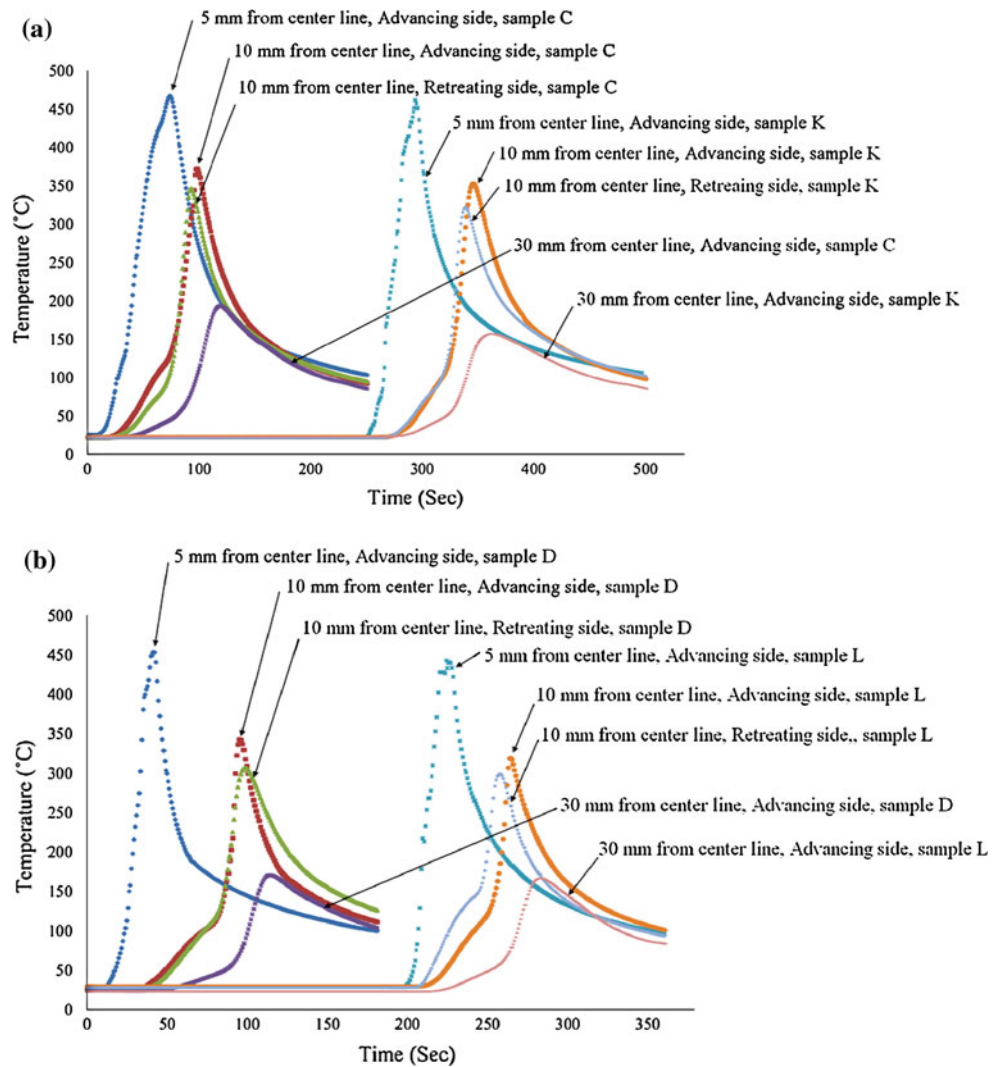 (a)
5 mm from center line, Advancing side, sample C
10 mm from center line, Advancing side, sample C
10 mm from center line, Retreating side, sample C
5 mm from center line, Advancing side, sample K
10 mm from center line, Advancing side, sample K
10 mm from center line, Retreaing side, sample K
30 mm from center line, Advancing side, sample C
30 mm from center line, Advancing side, sample K
Temperature (°C)
500
450
400
350
300
250
200
150
100
50
0
0 100 200 300 400 500
Time (Sec)
(b)
5 mm from center line, Advancing side, sample D
10 mm from center line, Advancing side, sample D
10 mm from center line, Retreating side, sample D
5 mm from center line, Advancing side, sample L
10 mm from center line, Advancing side, sample L
10 mm from center line, Retreating side,, sample L
30 mm from center line, Advancing side, sample D
30 mm from center line, Advancing side, sample L
Temperature (°C)
500
450
400
350
300
250
200
150
100
50
0
0 50 100 150 200 250 300 350
Time (Sec)